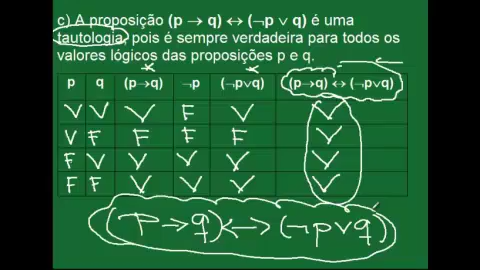 c) A proposição (p → q) ↔ (¬p ∨ q) é uma
tautologia, pois é sempre verdadeira para todos os
valores lógicos das proposições p e q.
p q (p→q) ¬p (¬p∨q) (p→q) ↔ (¬p∨q)
V V V F V V
V F F F F V
F V V V V V
F F V V V V
(P → q) <-> (¬p∨q)